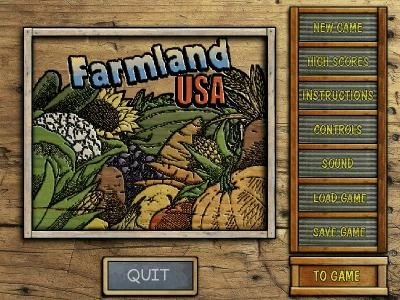 Farmland
USA
NEW GAME
HIGH SCORES
INSTRUCTIONS
CONTROLS
SOUND
LOAD GAME
SAVE GAME
TO GAME
QUIT